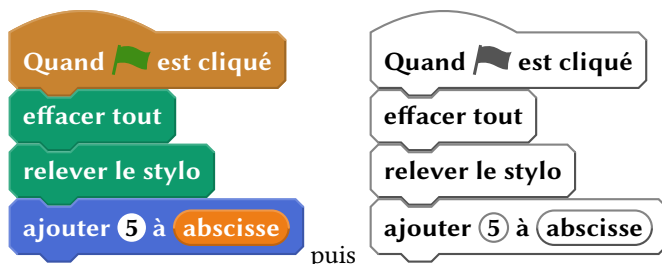 Quand est cliqué
effacer tout
relever le stylo
ajouter 5 à abscisse
puis
Quand est cliqué
effacer tout
relever le stylo
ajouter 5 à abscisse